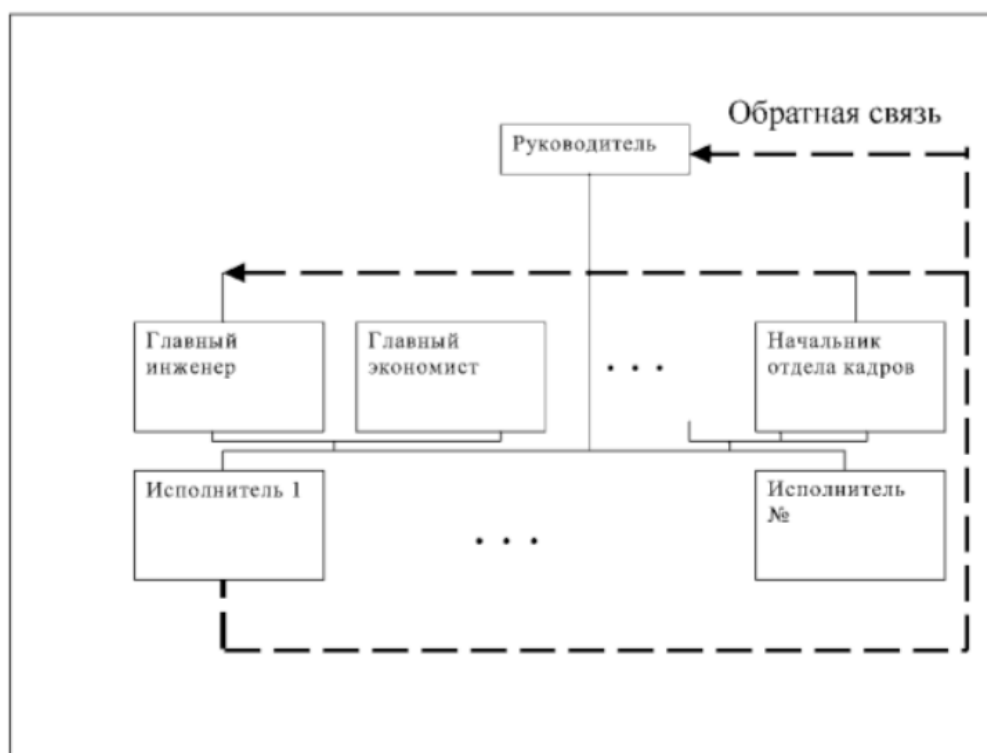 Обратная связь
Руководитель
Главный
инженер
Главный
экономист
. . .
Начальник
отдела кадров
Исполнитель 1
. . .
Исполнитель
№